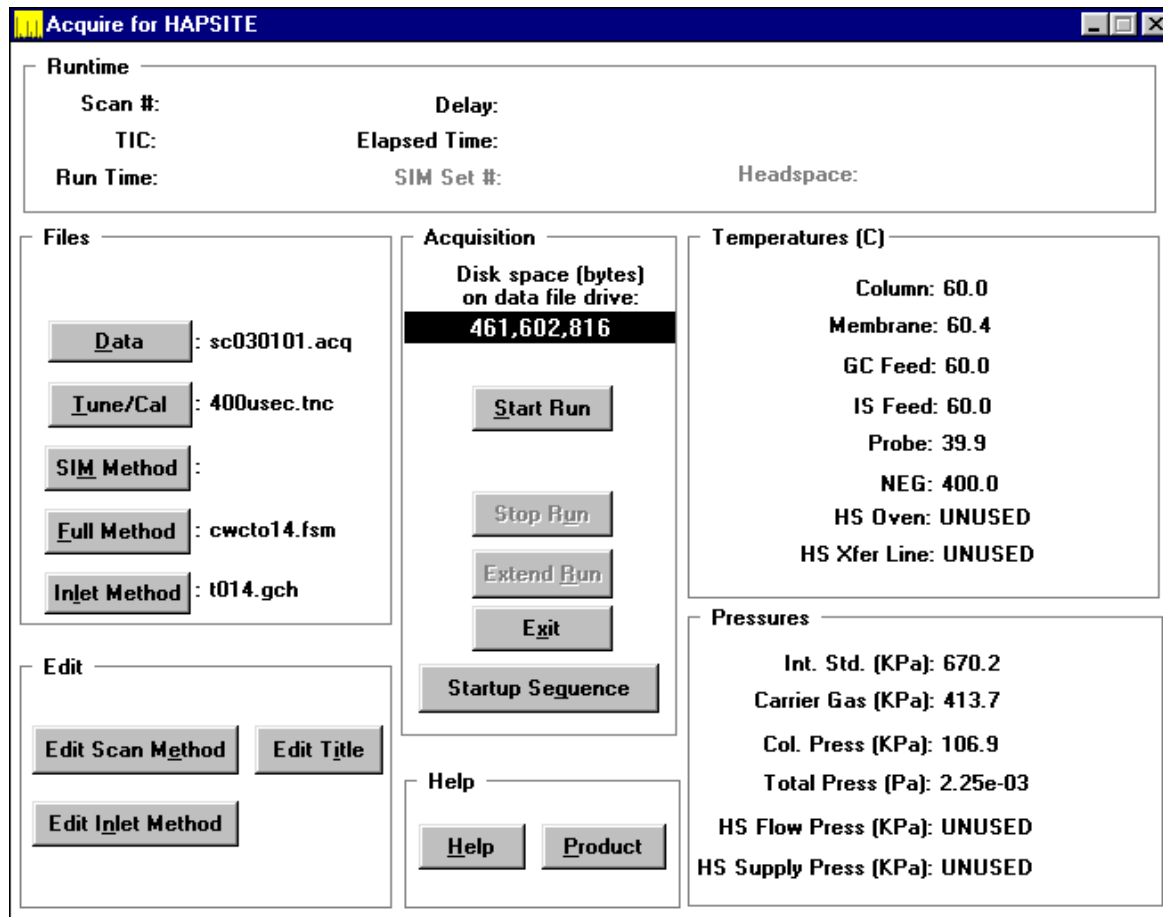 Acquire for HAPSITE
Runtime
Scan #:
Delay:
TIC:
Elapsed Time:
Run Time:
SIM Set #:
Headspace:
Files
Data : sc030101.acq
Tune/Cal : 400usec.tnc
SIM Method :
Full Method : cwcto14.fsm
Inlet Method : t014.gch
Edit
Edit Scan Method
Edit Title
Edit Inlet Method
Acquisition
Disk space (bytes)
on data file drive:
461,602,816
Start Run
Stop Run
Extend Run
Exit
Startup Sequence
Help
Help
Product
Temperatures (C)
Column: 60.0
Membrane: 60.4
GC Feed: 60.0
IS Feed: 60.0
Probe: 39.9
NEG: 400.0
HS Oven: UNUSED
HS Xfer Line: UNUSED
Pressures
Int. Std. (KPa): 670.2
Carrier Gas (KPa): 413.7
Col. Press (KPa): 106.9
Total Press (Pa): 2.25e-03
HS Flow Press (KPa): UNUSED
HS Supply Press (KPa): UNUSED